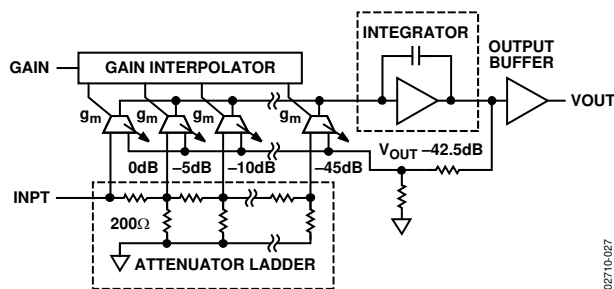 INTEGRATOR
OUTPUT
BUFFER
GAIN
GAIN INTERPOLATOR
VOUT
gm
gm
gm
gm
0dB
–5dB
–10dB
–45dB
VOUT –42.5dB
INPT
200Ω
ATTENUATOR LADDER
02710-027